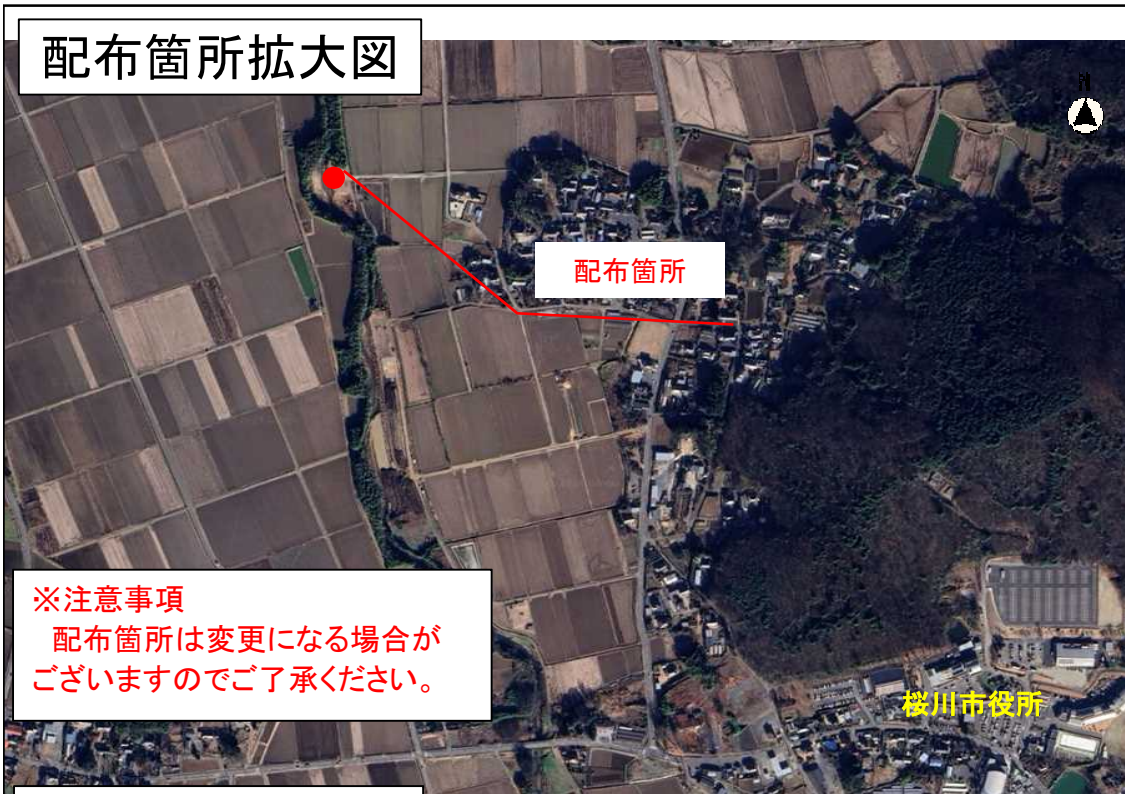 配布箇所拡大図
N
配布箇所
※注意事項
配布箇所は変更になる場合が
ございますのでご了承ください。
桜川市役所